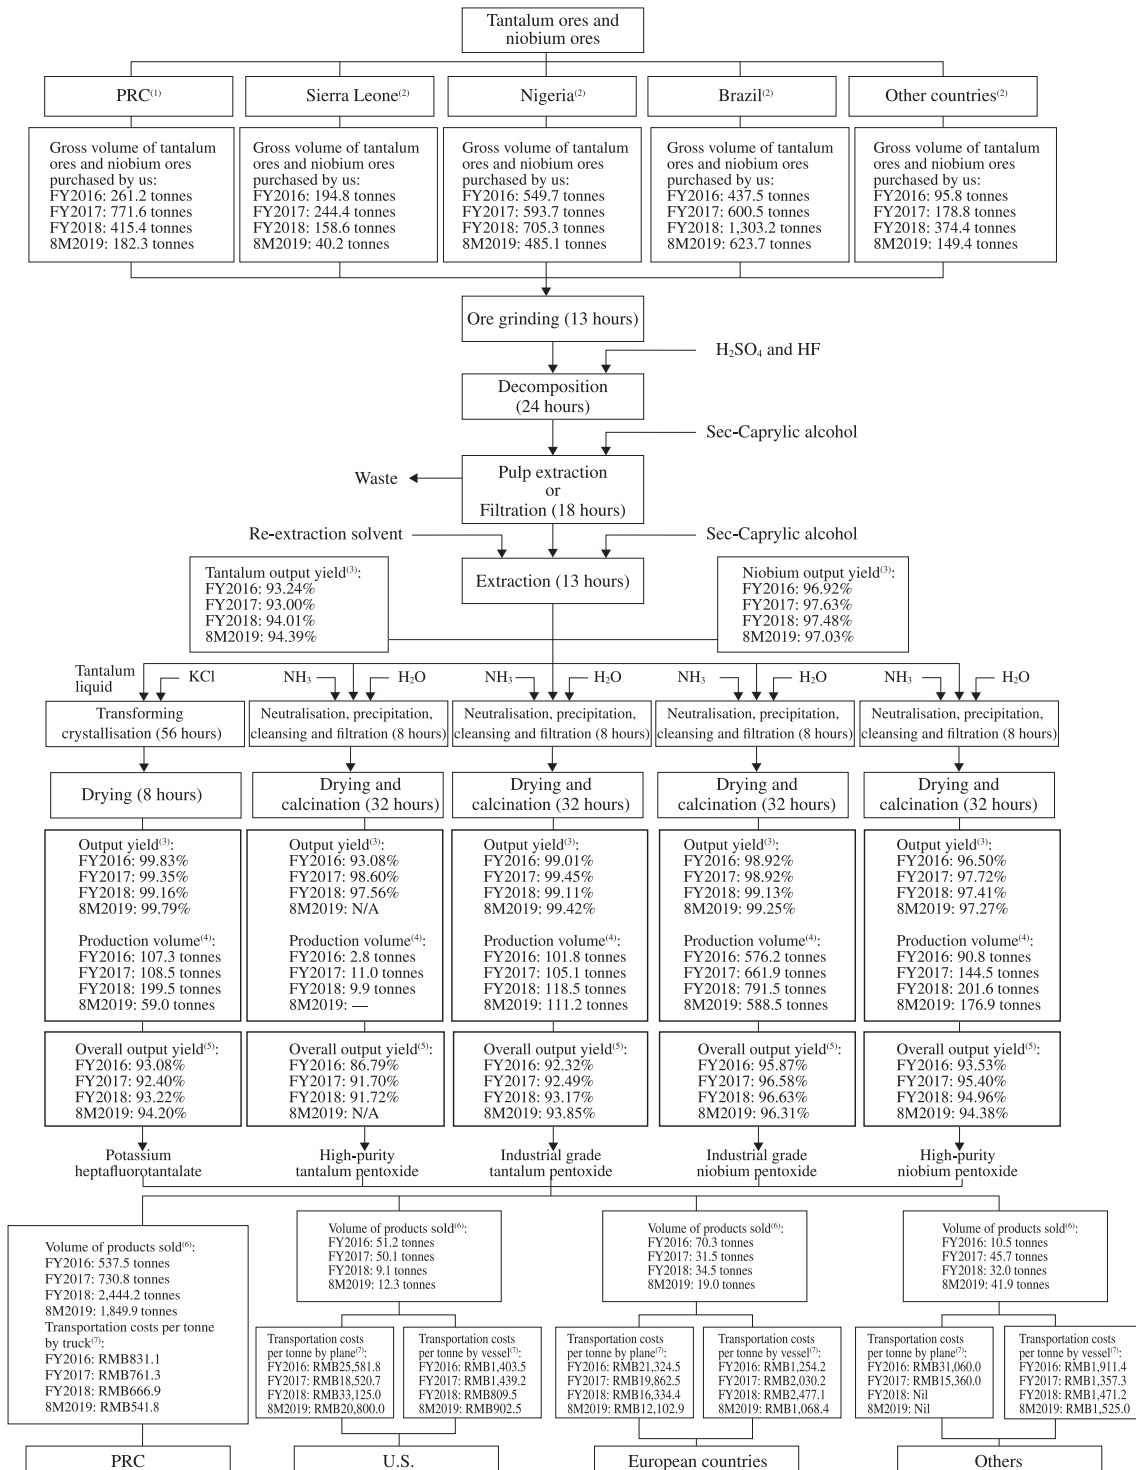 Tantalum ores and
niobium ores
PRC(1)
Sierra Leone(2)
Nigeria(2)
Brazil(2)
Other countries(2)
Gross volume of tantalum
ores and niobium ores
purchased by us:
FY2016: 261.2 tonnes
FY2017: 771.6 tonnes
FY2018: 415.4 tonnes
8M2019: 182.3 tonnes
Gross volume of tantalum
ores and niobium ores
purchased by us:
FY2016: 194.8 tonnes
FY2017: 244.4 tonnes
FY2018: 158.6 tonnes
8M2019: 40.2 tonnes
Gross volume of tantalum
ores and niobium ores
purchased by us:
FY2016: 549.7 tonnes
FY2017: 593.7 tonnes
FY2018: 705.3 tonnes
8M2019: 485.1 tonnes
Gross volume of tantalum
ores and niobium ores
purchased by us:
FY2016: 437.5 tonnes
FY2017: 600.5 tonnes
FY2018: 1,303.2 tonnes
8M2019: 623.7 tonnes
Gross volume of tantalum
ores and niobium ores
purchased by us:
FY2016: 95.8 tonnes
FY2017: 178.8 tonnes
FY2018: 374.4 tonnes
8M2019: 149.4 tonnes
Ore grinding (13 hours)
H₂SO₄ and HF
Decomposition
(24 hours)
Sec-Caprylic alcohol
Waste
Pulp extraction
or
Filtration (18 hours)
Re-extraction solvent
Sec-Caprylic alcohol
Extraction (13 hours)
Tantalum output yield(3):
FY2016: 93.24%
FY2017: 93.00%
FY2018: 94.01%
8M2019: 94.39%
Niobium output yield(3):
FY2016: 96.92%
FY2017: 97.63%
FY2018: 97.48%
8M2019: 97.03%
Tantalum
liquid
KCl
NH₃
H₂O
NH₃
H₂O
NH₃
H₂O
NH₃
H₂O
Transforming
crystallisation (56 hours)
Neutralisation, precipitation,
cleansing and filtration (8 hours)
Neutralisation, precipitation,
cleansing and filtration (8 hours)
Neutralisation, precipitation,
cleansing and filtration (8 hours)
Neutralisation, precipitation,
cleansing and filtration (8 hours)
Drying (8 hours)
Drying and
calcination (32 hours)
Drying and
calcination (32 hours)
Drying and
calcination (32 hours)
Drying and
calcination (32 hours)
Output yield(3):
FY2016: 99.83%
FY2017: 99.35%
FY2018: 99.16%
8M2019: 99.79%
Production volume(4):
FY2016: 107.3 tonnes
FY2017: 108.5 tonnes
FY2018: 199.5 tonnes
8M2019: 59.0 tonnes
Output yield(3):
FY2016: 93.08%
FY2017: 98.60%
FY2018: 97.56%
8M2019: N/A
Production volume(4):
FY2016: 2.8 tonnes
FY2017: 11.0 tonnes
FY2018: 9.9 tonnes
8M2019: —
Output yield(3):
FY2016: 99.01%
FY2017: 99.45%
FY2018: 99.11%
8M2019: 99.42%
Production volume(4):
FY2016: 101.8 tonnes
FY2017: 105.1 tonnes
FY2018: 118.5 tonnes
8M2019: 111.2 tonnes
Output yield(3):
FY2016: 98.92%
FY2017: 98.92%
FY2018: 99.13%
8M2019: 99.25%
Production volume(4):
FY2016: 576.2 tonnes
FY2017: 661.9 tonnes
FY2018: 791.5 tonnes
8M2019: 588.5 tonnes
Output yield(3):
FY2016: 96.50%
FY2017: 97.72%
FY2018: 97.41%
8M2019: 97.27%
Production volume(4):
FY2016: 90.8 tonnes
FY2017: 144.5 tonnes
FY2018: 201.6 tonnes
8M2019: 176.9 tonnes
Overall output yield(5):
FY2016: 93.08%
FY2017: 92.40%
FY2018: 93.22%
8M2019: 94.20%
Overall output yield(5):
FY2016: 86.79%
FY2017: 91.70%
FY2018: 91.72%
8M2019: N/A
Overall output yield(5):
FY2016: 92.32%
FY2017: 92.49%
FY2018: 93.17%
8M2019: 93.85%
Overall output yield(5):
FY2016: 95.87%
FY2017: 96.58%
FY2018: 96.63%
8M2019: 96.31%
Overall output yield(5):
FY2016: 93.53%
FY2017: 95.40%
FY2018: 94.96%
8M2019: 94.38%
Potassium
heptafluorotantalate
High-purity
tantalum pentoxide
Industrial grade
tantalum pentoxide
Industrial grade
niobium pentoxide
High-purity
niobium pentoxide
Volume of products sold(6):
FY2016: 537.5 tonnes
FY2017: 730.8 tonnes
FY2018: 2,444.2 tonnes
8M2019: 1,849.9 tonnes
Transportation costs per tonne
by truck(7):
FY2016: RMB831.1
FY2017: RMB761.3
FY2018: RMB666.9
8M2019: RMB541.8
Volume of products sold(6):
FY2016: 51.2 tonnes
FY2017: 50.1 tonnes
FY2018: 9.1 tonnes
8M2019: 12.3 tonnes
Volume of products sold(6):
FY2016: 70.3 tonnes
FY2017: 31.5 tonnes
FY2018: 34.5 tonnes
8M2019: 19.0 tonnes
Volume of products sold(6):
FY2016: 10.5 tonnes
FY2017: 45.7 tonnes
FY2018: 32.0 tonnes
8M2019: 41.9 tonnes
Transportation costs
per tonne by plane(7):
FY2016: RMB25,581.8
FY2017: RMB18,520.7
FY2018: RMB33,125.0
8M2019: RMB20,800.0
Transportation costs
per tonne by vessel(7):
FY2016: RMB1,403.5
FY2017: RMB1,439.2
FY2018: RMB809.5
8M2019: RMB902.5
Transportation costs
per tonne by plane(7):
FY2016: RMB21,324.5
FY2017: RMB19,862.5
FY2018: RMB16,334.4
8M2019: RMB12,102.9
Transportation costs
per tonne by vessel(7):
FY2016: RMB1,254.2
FY2017: RMB2,030.2
FY2018: RMB2,477.1
8M2019: RMB1,068.4
Transportation costs
per tonne by plane(7):
FY2016: RMB31,060.0
FY2017: RMB15,360.0
FY2018: Nil
8M2019: Nil
Transportation costs
per tonne by vessel(7):
FY2016: RMB1,911.4
FY2017: RMB1,357.3
FY2018: RMB1,471.2
8M2019: RMB1,525.0
PRC
U.S.
European countries
Others